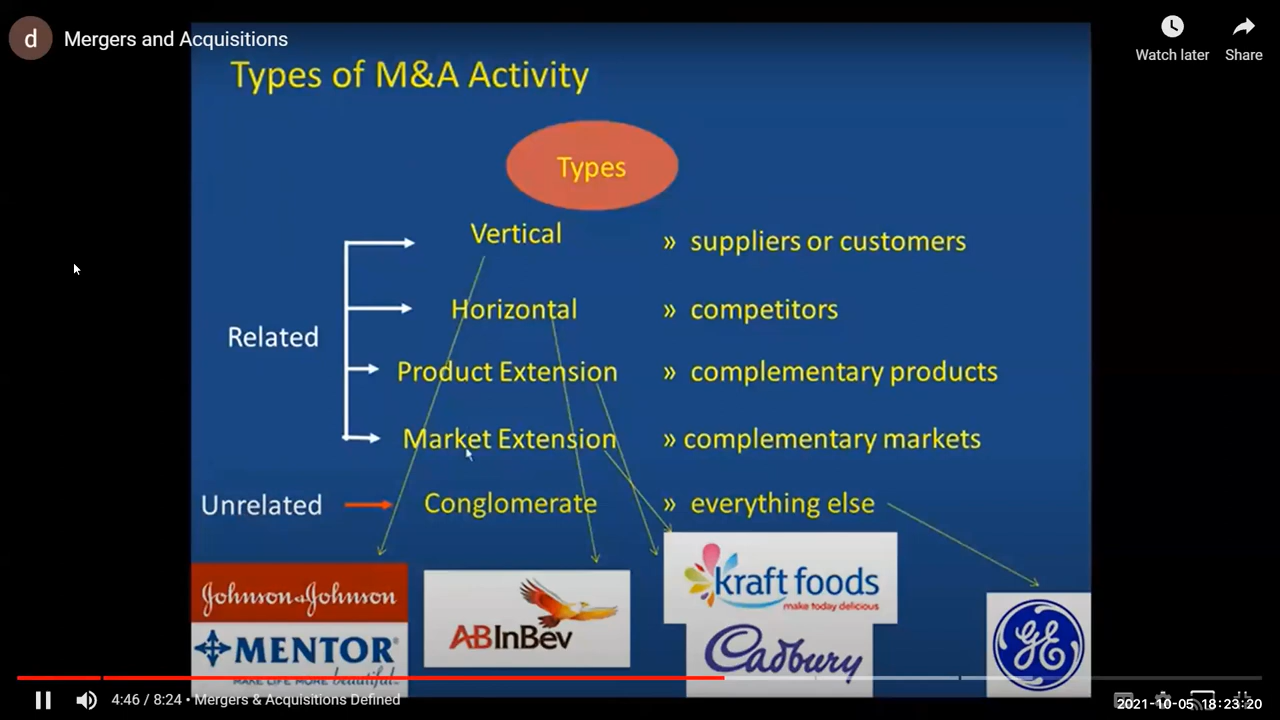 d
Mergers and Acquisitions
Watch later
Share
Types of M&A Activity
Types
Vertical
» suppliers or customers
Horizontal
» competitors
Related
Product Extension
» complementary products
Market Extension
» complementary markets
Unrelated
Conglomerate
» everything else
Johnson & Johnson
MENTOR®
MAKE LIFE MORE beautiful.
ABInBev
kraft foods
make today delicious
Cadbury
GE
4:46 / 8:24 • Mergers & Acquisitions Defined
2021-10-05 18:23:20